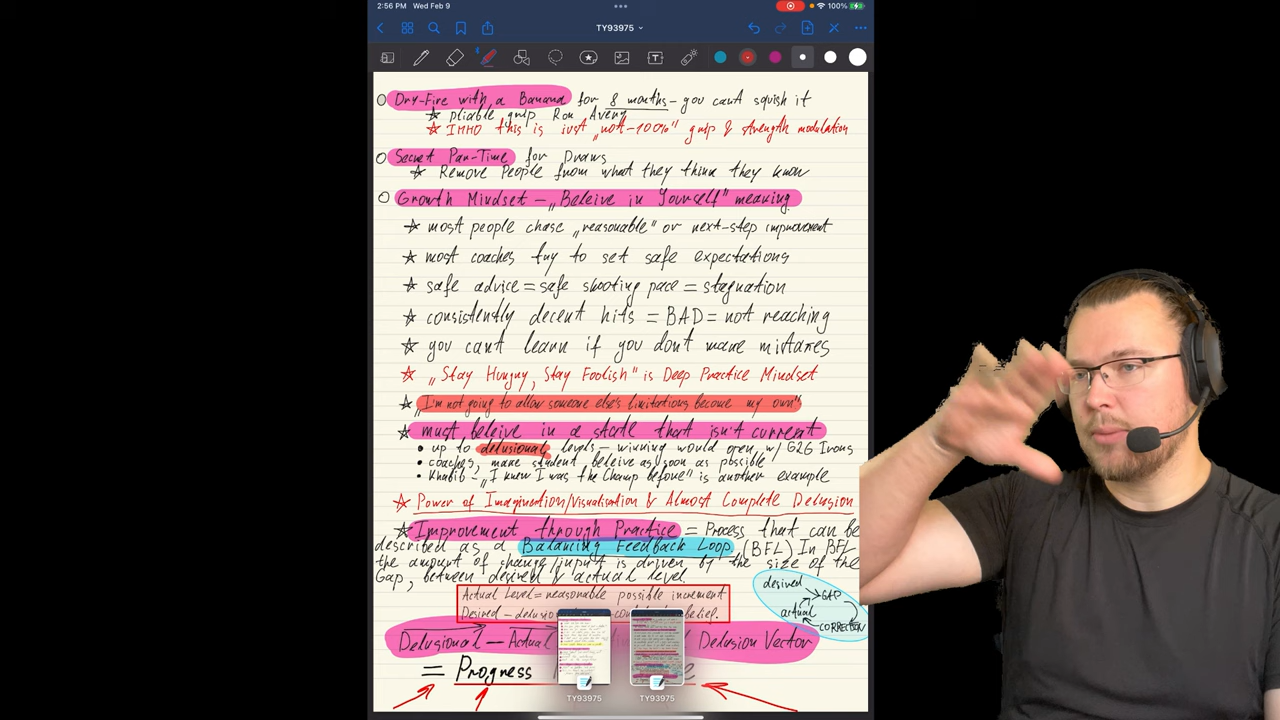 2:56 PM Wed Feb 9
100%
TY93975
Dry-Fire with a Banana for 8 months - you can't squish it
☆ pliable grip Ron Avery
☆ IMHO this is just „not-100%" grip & strength modulation
Secret Par-Time for Draws
☆ Remove People from what they think they know
Growth Mindset - „Beleive in Yourself" meaning
☆ most people chase „reasonable" or next-step improvement
☆ most coaches try to set safe expectations
☆ safe advice = safe shooting pace = stagnation
☆ consistently decent hits = BAD = not reaching
☆ you can't learn if you don't make mistakes
☆ „Stay Hungry, Stay Foolish" is Deep Practice Mindset
☆ „I'm not going to allow someone else's limitations become my own"
☆ must beleive in a state that isn't current
• up to delusional levels - winning would open w/ G26 Irons
• coaches, make student beleive as soon as possible
• Khabib - „I knew I was the Champ before" is another example
☆ Power of Imagination/Visualisation & Almost Complete Delusion
☆ Improvement through Practice = Process that can be
described as a Balancing Feedback Loop (BFL) In BFL
the amount of change/input is driven by the size of the
Gap, between desired & actual level.
Actual Level = reasonable possible increment
Desired -
belief.
desired
GAP
actual
CORRECTION
Delusional - Actual
Delusion Vector
= Progress
TY93975
TY93975